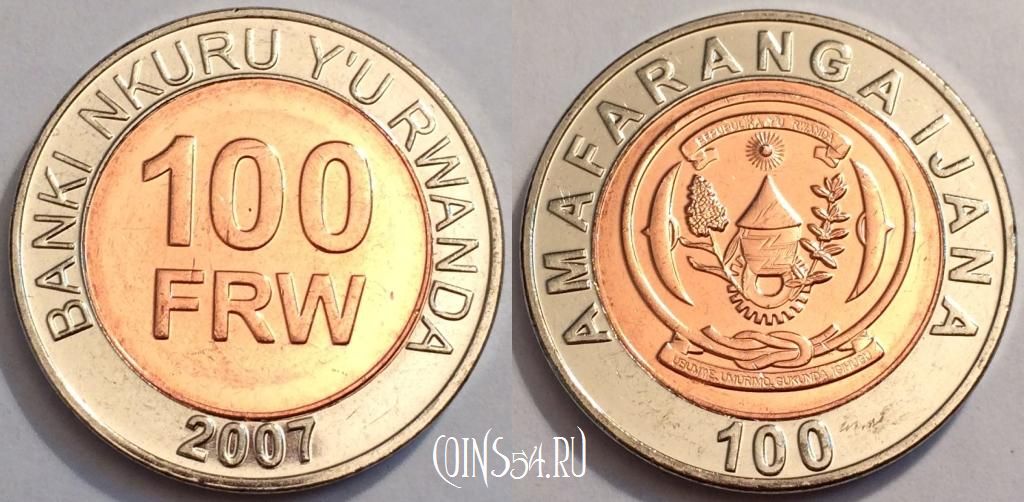 BANKI NKURU Y'U RWANDA
100
FRW
2007
AMAFARANGA IJANA
REPUBULIKA Y'U RWANDA
UBUMWE, UMURIMO, GUKUNDA IGIHUGU
100
COINS54.RU